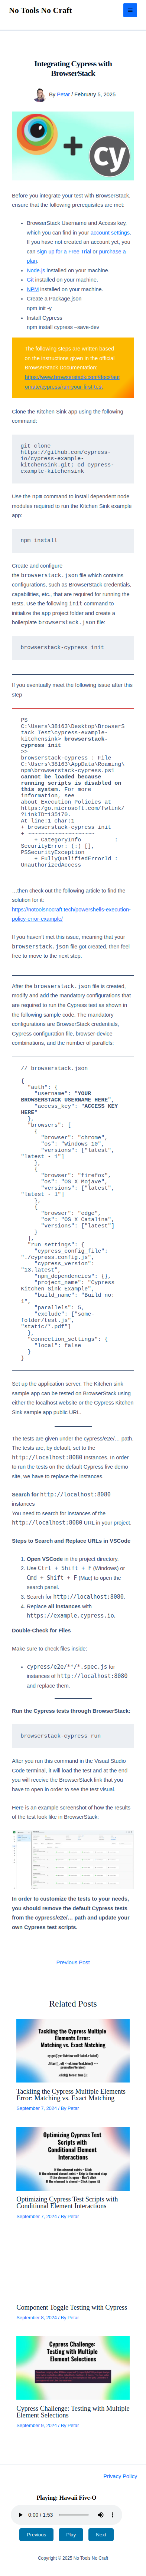 No Tools No Craft
Integrating Cypress with
BrowserStack
By Petar / February 5, 2025
cy
Before you integrate your test with BrowserStack,
ensure that the following prerequisites are met:
BrowserStack Username and Access key,
which you can find in your account settings.
If you have not created an account yet, you
can sign up for a Free Trial or purchase a
plan.
Node.js installed on your machine.
Git installed on your machine.
NPM installed on your machine.
Create a Package.json
npm init -y
Install Cypress
npm install cypress --save-dev
The following steps are written based
on the instructions given in the official
BrowserStack Documentation:
https://www.browserstack.com/docs/aut
omate/cypress/run-your-first-test
Clone the Kitchen Sink app using the following
command:
git clone
https://github.com/cypress-
io/cypress-example-
kitchensink.git; cd cypress-
example-kitchensink
Use the npm command to install dependent node
modules required to run the Kitchen Sink example
app:
npm install
Create and configure
the browserstack.json file which contains
configurations, such as BrowserStack credentials,
capabilities, etc., that are required for running your
tests. Use the following init command to
initialize the app project folder and create a
boilerplate browserstack.json file:
browserstack-cypress init
If you eventually meet the following issue after this
step
PS
C:\Users\38163\Desktop\BrowserS
tack Test\cypress-example-
kitchensink> browserstack-
cypress init
>>
browserstack-cypress : File
C:\Users\38163\AppData\Roaming\
npm\browserstack-cypress.ps1
cannot be loaded because
running scripts is disabled on
this system. For more
information, see
about_Execution_Policies at
https:/go.microsoft.com/fwlink/
?LinkID=135170.
At line:1 char:1
+ browserstack-cypress init
+ ~~~~~~~~~~~~~~~~~~~~
+ CategoryInfo :
SecurityError: (:) [],
PSSecurityException
+ FullyQualifiedErrorId :
UnauthorizedAccess
…then check out the following article to find the
solution for it:
https://notoolsnocraft.tech/powershells-execution-
policy-error-example/
If you haven't met this issue, meaning that your
browserstack.json file got created, then feel
free to move to the next step.
After the browserstack.json file is created,
modify and add the mandatory configurations that
are required to run the Cypress test as shown in
the following sample code. The mandatory
configurations are BrowserStack credentials,
Cypress configuration file, browser-device
combinations, and the number of parallels:
// browserstack.json
{
"auth": {
"username": "YOUR
BROWSERSTACK USERNAME HERE",
"access_key": "ACCESS KEY
HERE"
},
"browsers": [
{
"browser": "chrome",
"os": "Windows 10",
"versions": ["latest",
"latest - 1"]
},
{
"browser": "firefox",
"os": "OS X Mojave",
"versions": ["latest",
"latest - 1"]
},
{
"browser": "edge",
"os": "OS X Catalina",
"versions": ["latest"]
}
],
"run_settings": {
"cypress_config_file":
"./cypress.config.js",
"cypress_version":
"13.latest",
"npm_dependencies": {},
"project_name": "Cypress
Kitchen Sink Example",
"build_name": "Build no:
1",
"parallels": 5,
"exclude": ["some-
folder/test.js",
"static/*.pdf"]
},
"connection_settings": {
"local": false
}
}
Set up the application server. The Kitchen sink
sample app can be tested on BrowserStack using
either the localhost website or the Cypress Kitchen
Sink sample app public URL.
The tests are given under the cypress/e2e/… path.
The tests are, by default, set to the
http://localhost:8080 instances. In order
to run the tests on the default Cypress live demo
site, we have to replace the instances.
Search for http://localhost:8080
instances
You need to search for instances of the
http://localhost:8080 URL in your project.
Steps to Search and Replace URLs in VSCode
1. Open VSCode in the project directory.
2. Use Ctrl + Shift + F (Windows) or
Cmd + Shift + F (Mac) to open the
search panel.
3. Search for http://localhost:8080.
4. Replace all instances with
https://example.cypress.io.
Double-Check for Files
Make sure to check files inside:
cypress/e2e/**/*.spec.js for
instances of http://localhost:8080
and replace them.
Run the Cypress tests through BrowserStack:
browserstack-cypress run
After you run this command in the Visual Studio
Code terminal, it will load and test and at the end
you will receive the BrowserStack link that you
want to open in order to see the test visual.
Here is an example screenshot of how the results
of the test look like in BrowserStack:
In order to customize the tests to your needs,
you should remove the default Cypress tests
from the cypress/e2e/… path and update your
own Cypress test scripts.
Previous Post
Related Posts
Tackling the Cypress Multiple
Elements Error:
Matching vs. Exact Matching
Tackling the Cypress Multiple Elements
Error: Matching vs. Exact Matching
September 7, 2024 / By Petar
Optimizing Cypress Test
Scripts with
Conditional Element
Interactions
Optimizing Cypress Test Scripts with
Conditional Element Interactions
September 7, 2024 / By Petar
Component Toggle Testing with Cypress
September 8, 2024 / By Petar
Cypress Challenge:
Testing with Multiple
Element Selections
Cypress Challenge: Testing with Multiple
Element Selections
September 9, 2024 / By Petar
Privacy Policy
Playing: Hawaii Five-O
0:00 / 1:53
Previous
Play
Next
Copyright © 2025 No Tools No Craft